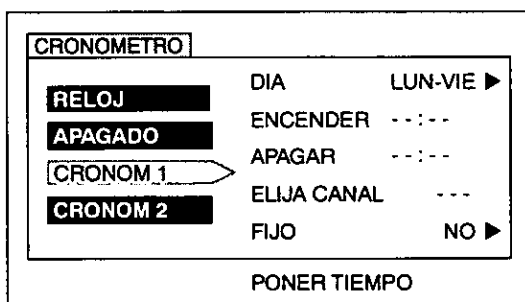 CRONOMETRO
RELOJ
APAGADO
CRONOM 1
CRONOM 2
DIA LUN-VIE ▶
ENCENDER --:--
APAGAR --:--
ELIJA CANAL ---
FIJO NO ▶
PONER TIEMPO